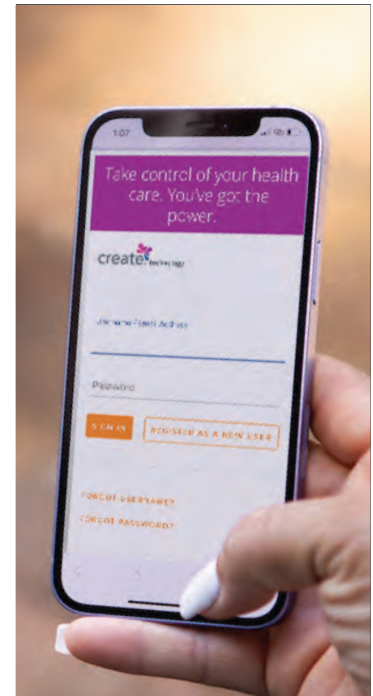 1:07
Take control of your health
care. You've got the
power.
create technology
Username / Email Address
Password
SIGN IN
REGISTER AS A NEW USER
FORGOT USERNAME?
FORGOT PASSWORD?